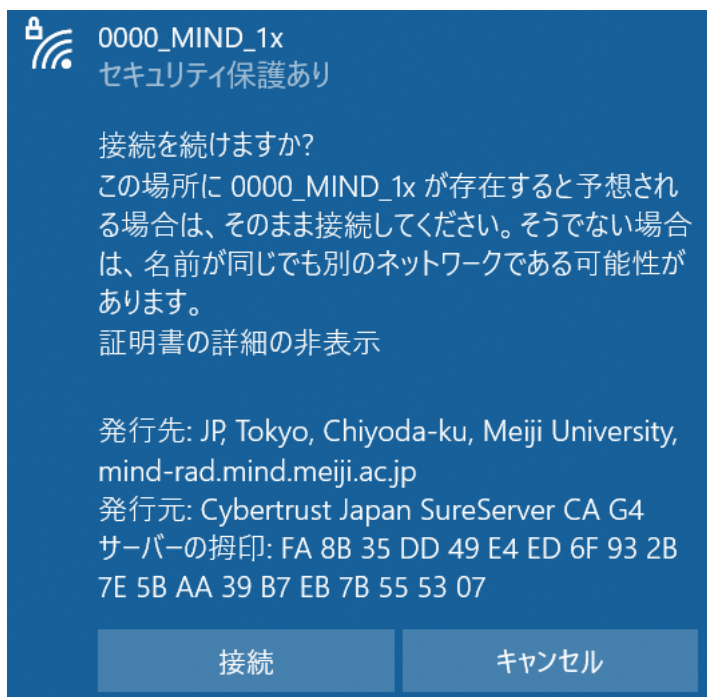 0000_MIND_1x
セキュリティ保護あり
接続を続けますか?
この場所に 0000_MIND_1x が存在すると予想され
る場合は、そのまま接続してください。そうでない場合
は、名前が同じでも別のネットワークである可能性が
あります。
証明書の詳細の非表示
発行先: JP, Tokyo, Chiyoda-ku, Meiji University,
mind-rad.mind.meiji.ac.jp
発行元: Cybertrust Japan SureServer CA G4
サーバーの拇印: FA 8B 35 DD 49 E4 ED 6F 93 2B
7E 5B AA 39 B7 EB 7B 55 53 07
接続
キャンセル